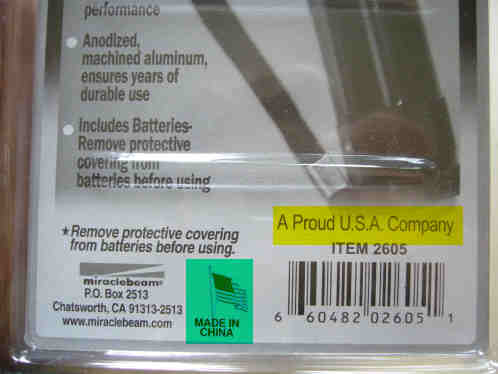 performance
Anodized,
machined aluminum,
ensures years of
durable use
Includes Batteries-
Remove protective
covering from
batteries before using
*Remove protective covering
from batteries before using.
miraclebeam
P.O. Box 2513
Chatsworth, CA 91313-2513
www.miraclebeam.com
MADE IN
CHINA
A Proud U.S.A. Company
ITEM 2605
6 60482 02605 1